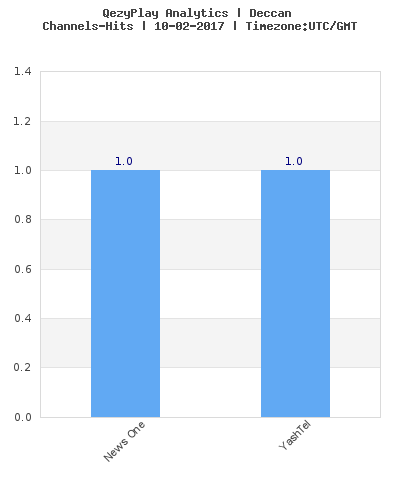 QezyPlay Analytics | Deccan
Channels-Hits | 10-02-2017 | Timezone:UTC/GMT
1.4
1.2
1.0
0.8
0.6
0.4
0.2
0.0
1.0
1.0
News One
YashTel